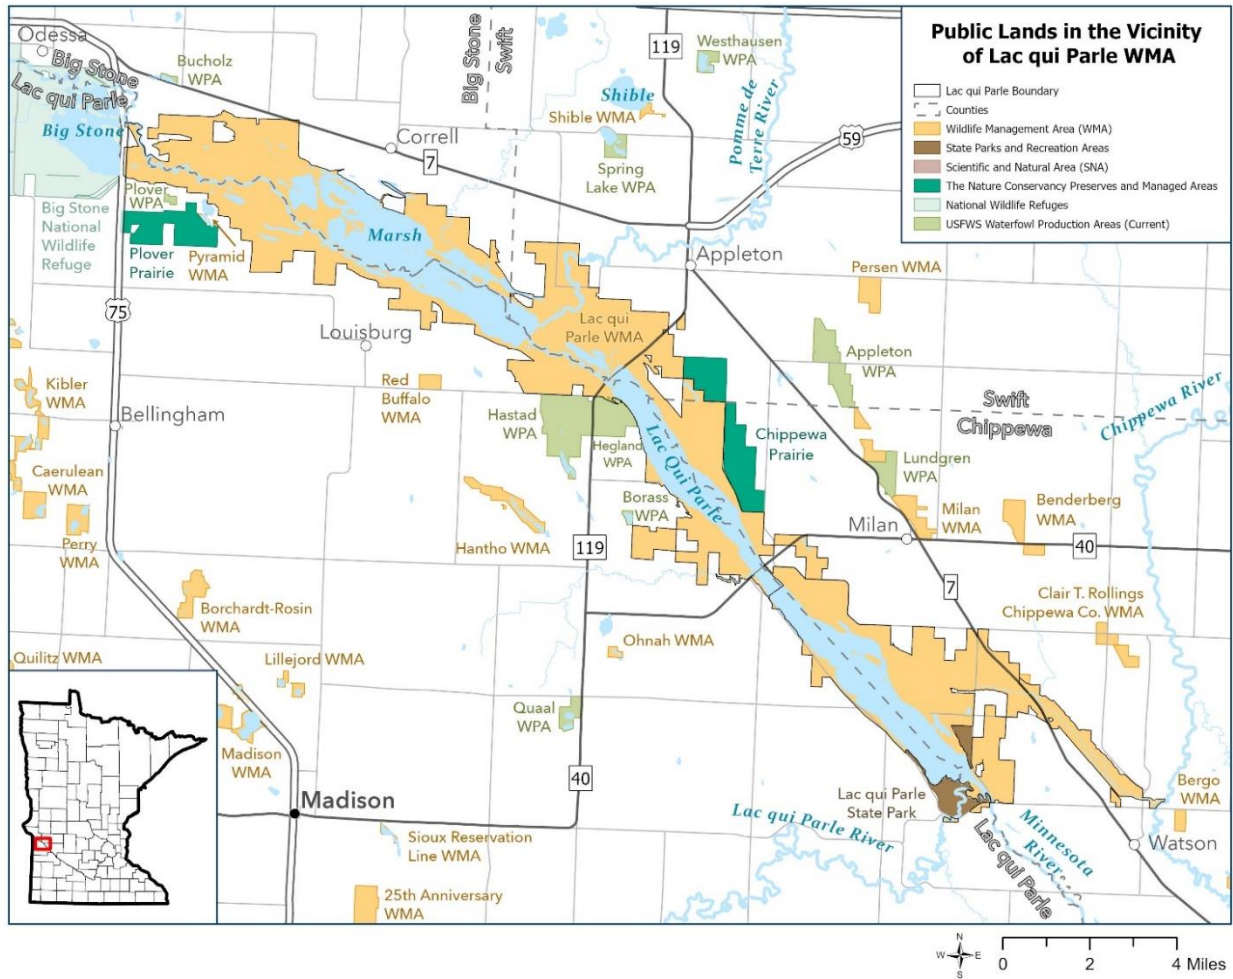 Public Lands in the Vicinity
of Lac qui Parle WMA
Lac qui Parle Boundary
Counties
Wildlife Management Area (WMA)
State Parks and Recreation Areas
Scientific and Natural Area (SNA)
The Nature Conservancy Preserves and Managed Areas
National Wildlife Refuges
USFWS Waterfowl Production Areas (Current)
Odessa
Big Stone
Lac qui Parle
Big Stone
Bucholz
WPA
Big Stone
Swift
119
Westhausen
WPA
Shible
Shible WMA
Pomme de
Terre River
59
Correll
7
Spring
Lake WPA
Plover
WPA
Big Stone
National
Wildlife
Refuge
Plover
Prairie
Pyramid
WMA
Marsh
Appleton
Persen WMA
75
Louisburg
Lac qui
Parle WMA
Appleton
WPA
Kibler
WMA
Red
Buffalo
WMA
Bellingham
Hastad
WPA
Hegland
WPA
Lac Qui Parle
Chippewa
Prairie
Swift
Chippewa
Chippewa River
Lundgren
WPA
Caerulean
WMA
Borass
WPA
Milan
Milan
WMA
Benderberg
WMA
Perry
WMA
Hantho WMA
119
40
7
Clair T. Rollings
Chippewa Co. WMA
Borchardt-Rosin
WMA
Ohnah WMA
Quilitz WMA
Lillejord WMA
Quaal
WPA
Madison
WMA
40
Madison
Lac qui Parle
State Park
Bergo
WMA
Lac qui Parle River
Minnesota
River
Lac qui Parle
Watson
Sioux Reservation
Line WMA
25th Anniversary
WMA
N
W E
S
0 2 4 Miles